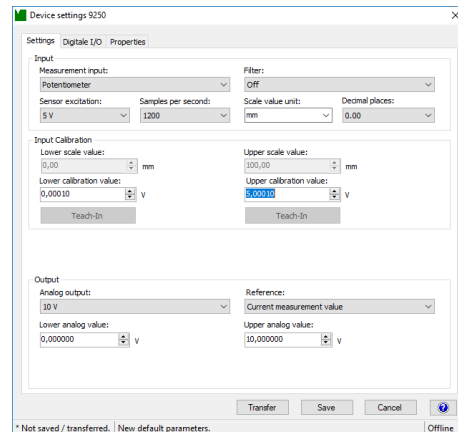 Device settings 9250
Settings Digitale I/O Properties
Input
Measurement input: Filter:
Potentiometer Off
Sensor excitation: Samples per second: Scale value unit: Decimal places:
5 V 1200 mm 0.00
Input Calibration
Lower scale value: Upper scale value:
0,00 mm 100,00 mm
Lower calibration value: Upper calibration value:
0,00010 V 5,00010 V
Teach-In Teach-In
Output
Analog output: Reference:
10 V Current measurement value
Lower analog value: Upper analog value:
0,000000 V 10,000000 V
Transfer Save Cancel ?
* Not saved / transferred. New default parameters. Offline